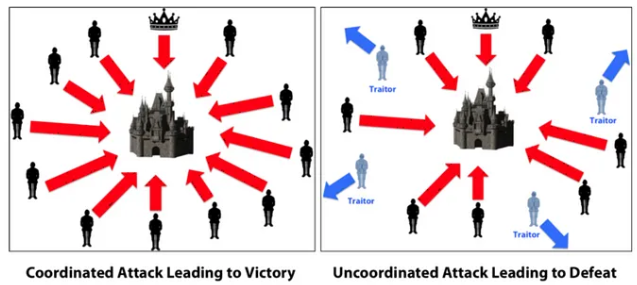 Traitor
Traitor
Traitor
Traitor
Coordinated Attack Leading to Victory
Uncoordinated Attack Leading to Defeat